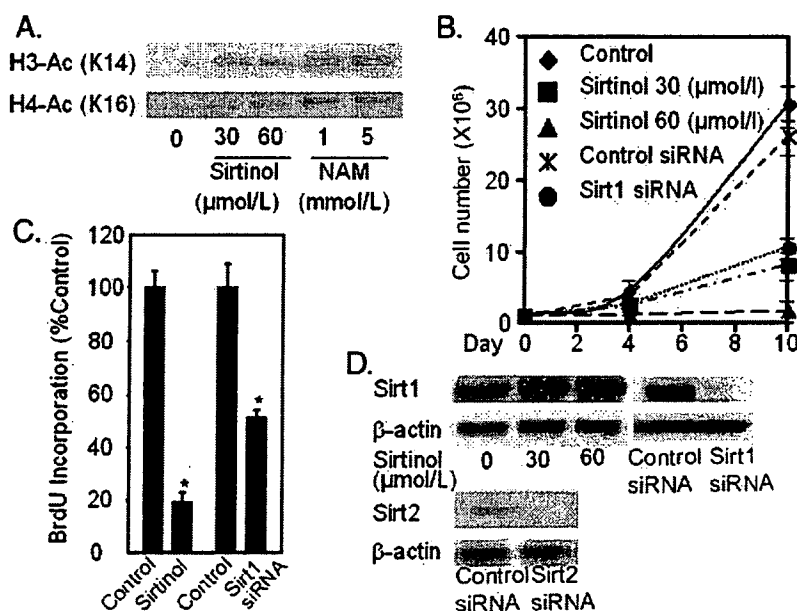 A.
H3-Ac (K14)
H4-Ac (K16)
0 30 60 1 5
Sirtinol NAM
(µmol/L) (mmol/L)
B.
40
30
20
10
0
Cell number (X10⁶)
Control
Sirtinol 30 (µmol/l)
Sirtinol 60 (µmol/l)
Control siRNA
Sirt1 siRNA
Day 0 2 4 6 8 10
C.
120
100
80
60
40
20
0
BrdU Incorporation (%Control)
* *
Control Sirtinol Control Sirt1 siRNA
D.
Sirt1
β-actin
Sirtinol 0 30 60
(µmol/L)
Control Sirt1
siRNA siRNA
Sirt2
β-actin
Control Sirt2
siRNA siRNA